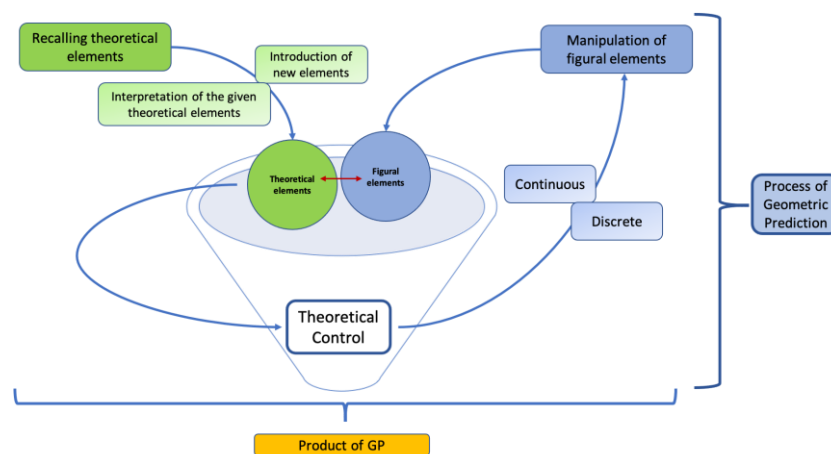 Recalling theoretical
elements
Introduction of
new elements
Interpretation of the given
theoretical elements
Manipulation of
figural elements
Theoretical
elements
Figural
elements
Continuous
Discrete
Process of
Geometric
Prediction
Theoretical
Control
Product of GP